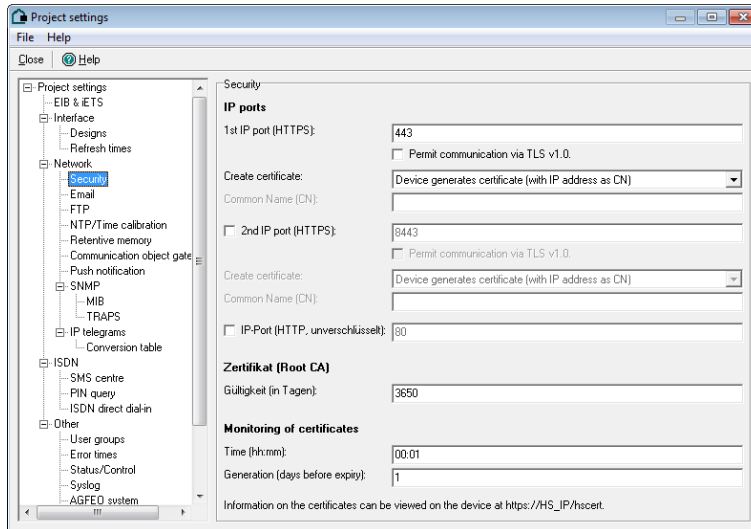 Project settings
File Help
Close Help
Project settings
EIB & iETS
Interface
Designs
Refresh times
Network
Security
Email
FTP
NTP/Time calibration
Retentive memory
Communication object gate
Push notification
SNMP
MIB
TRAPS
IP telegrams
Conversion table
ISDN
SMS centre
PIN query
ISDN direct dial-in
Other
User groups
Error times
Status/Control
Syslog
AGFEO system
Security
IP ports
1st IP port (HTTPS): 443
Permit communication via TLS v1.0.
Create certificate: Device generates certificate (with IP address as CN)
Common Name (CN):
2nd IP port (HTTPS): 8443
Permit communication via TLS v1.0.
Create certificate: Device generates certificate (with IP address as CN)
Common Name (CN):
IP-Port (HTTP, unverschlüsselt): 80
Zertifikat (Root CA)
Gültigkeit (in Tagen): 3650
Monitoring of certificates
Time (hh:mm): 00:01
Generation (days before expiry): 1
Information on the certificates can be viewed on the device at https://HS_IP/hscert.